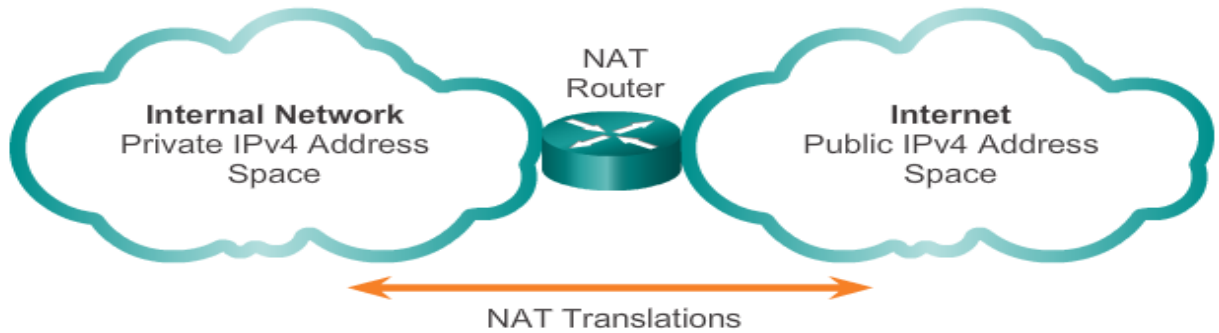 Internal Network
Private IPv4 Address
Space
NAT
Router
Internet
Public IPv4 Address
Space
NAT Translations